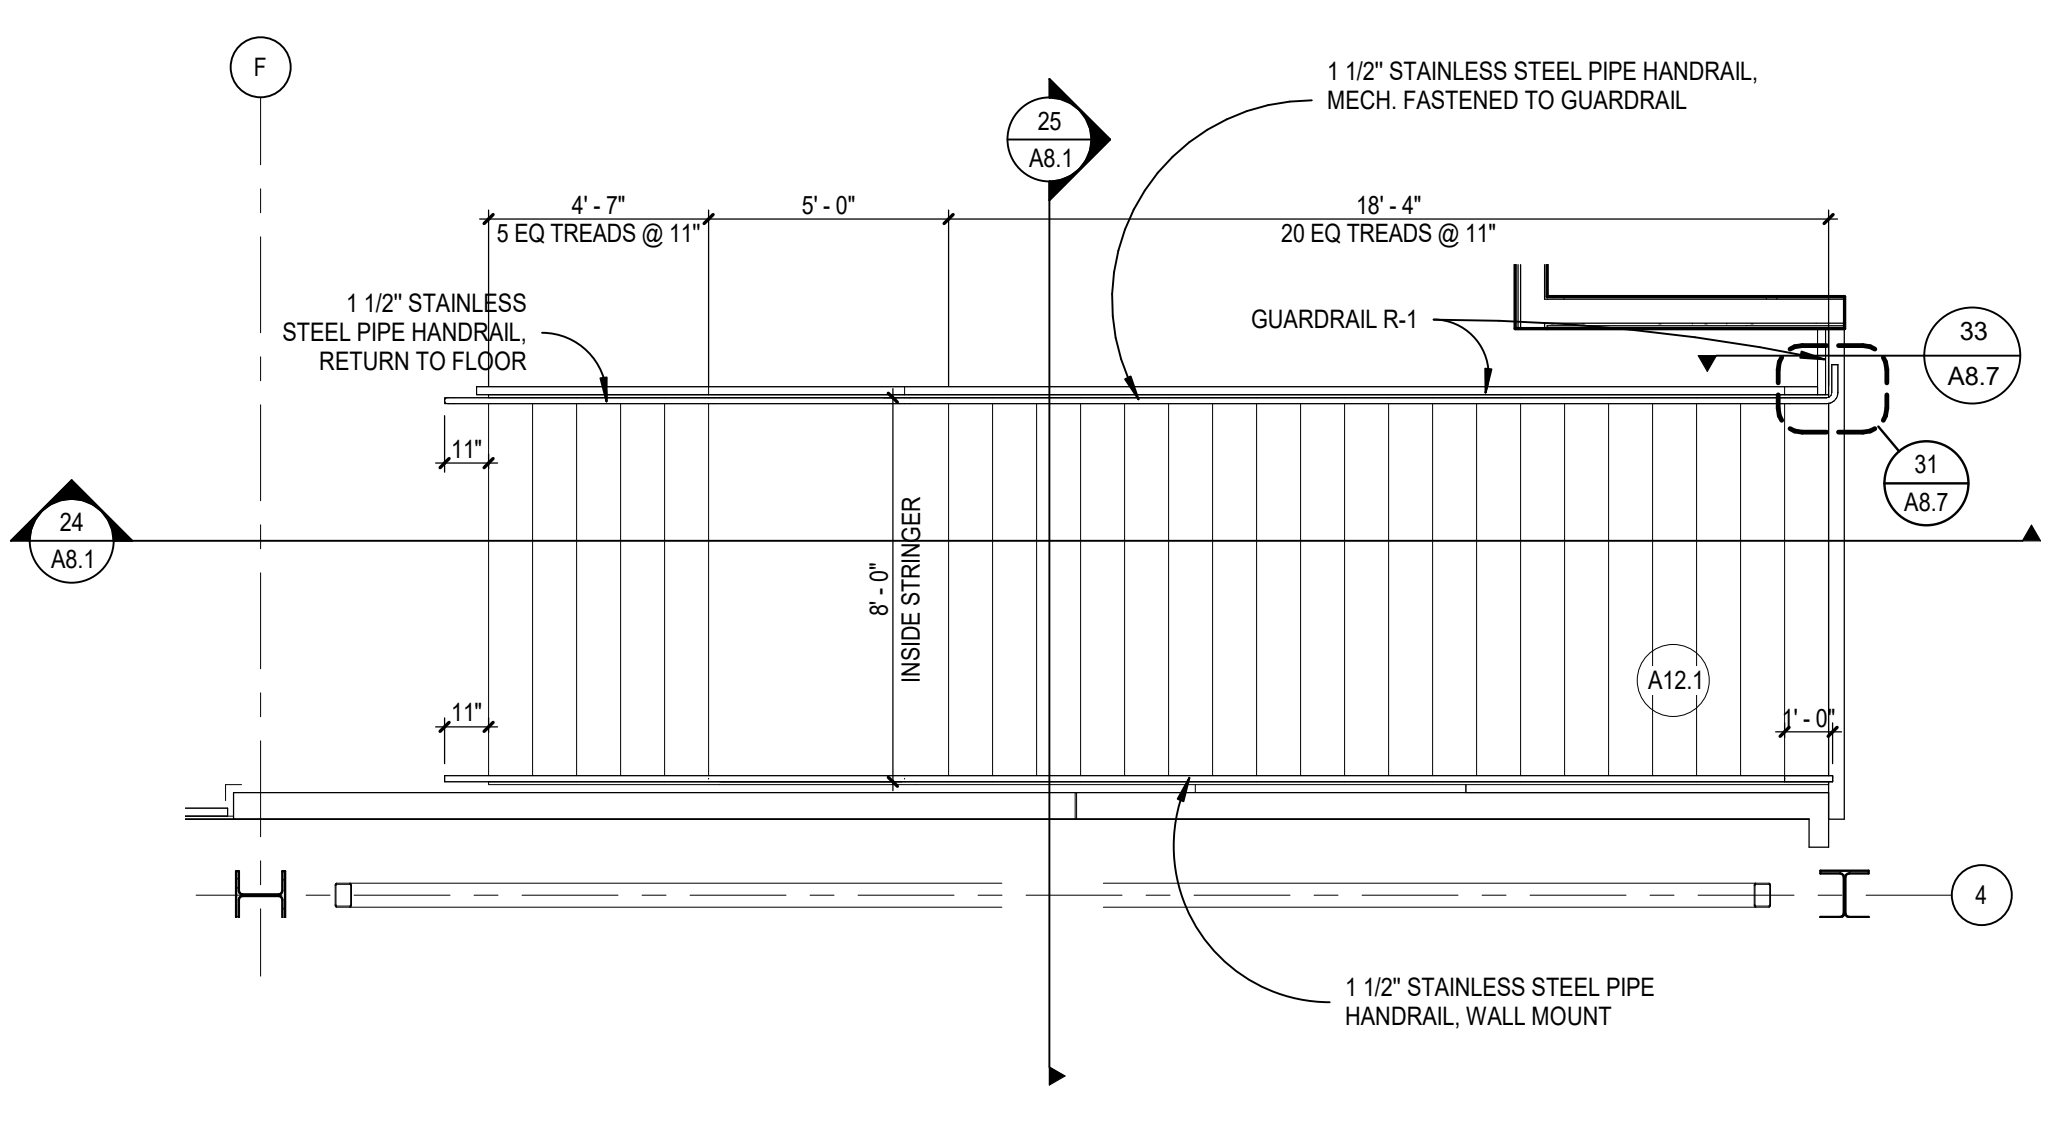 F
1 1/2" STAINLESS STEEL PIPE HANDRAIL,
MECH. FASTENED TO GUARDRAIL
25
A8.1
4' - 7"
5 EQ TREADS @ 11"
5' - 0"
18' - 4"
20 EQ TREADS @ 11"
1 1/2" STAINLESS
STEEL PIPE HANDRAIL,
RETURN TO FLOOR
GUARDRAIL R-1
33
A8.7
31
A8.7
11"
24
A8.1
8' - 0"
INSIDE STRINGER
A12.1
11"
1' - 0"
4
1 1/2" STAINLESS STEEL PIPE
HANDRAIL, WALL MOUNT